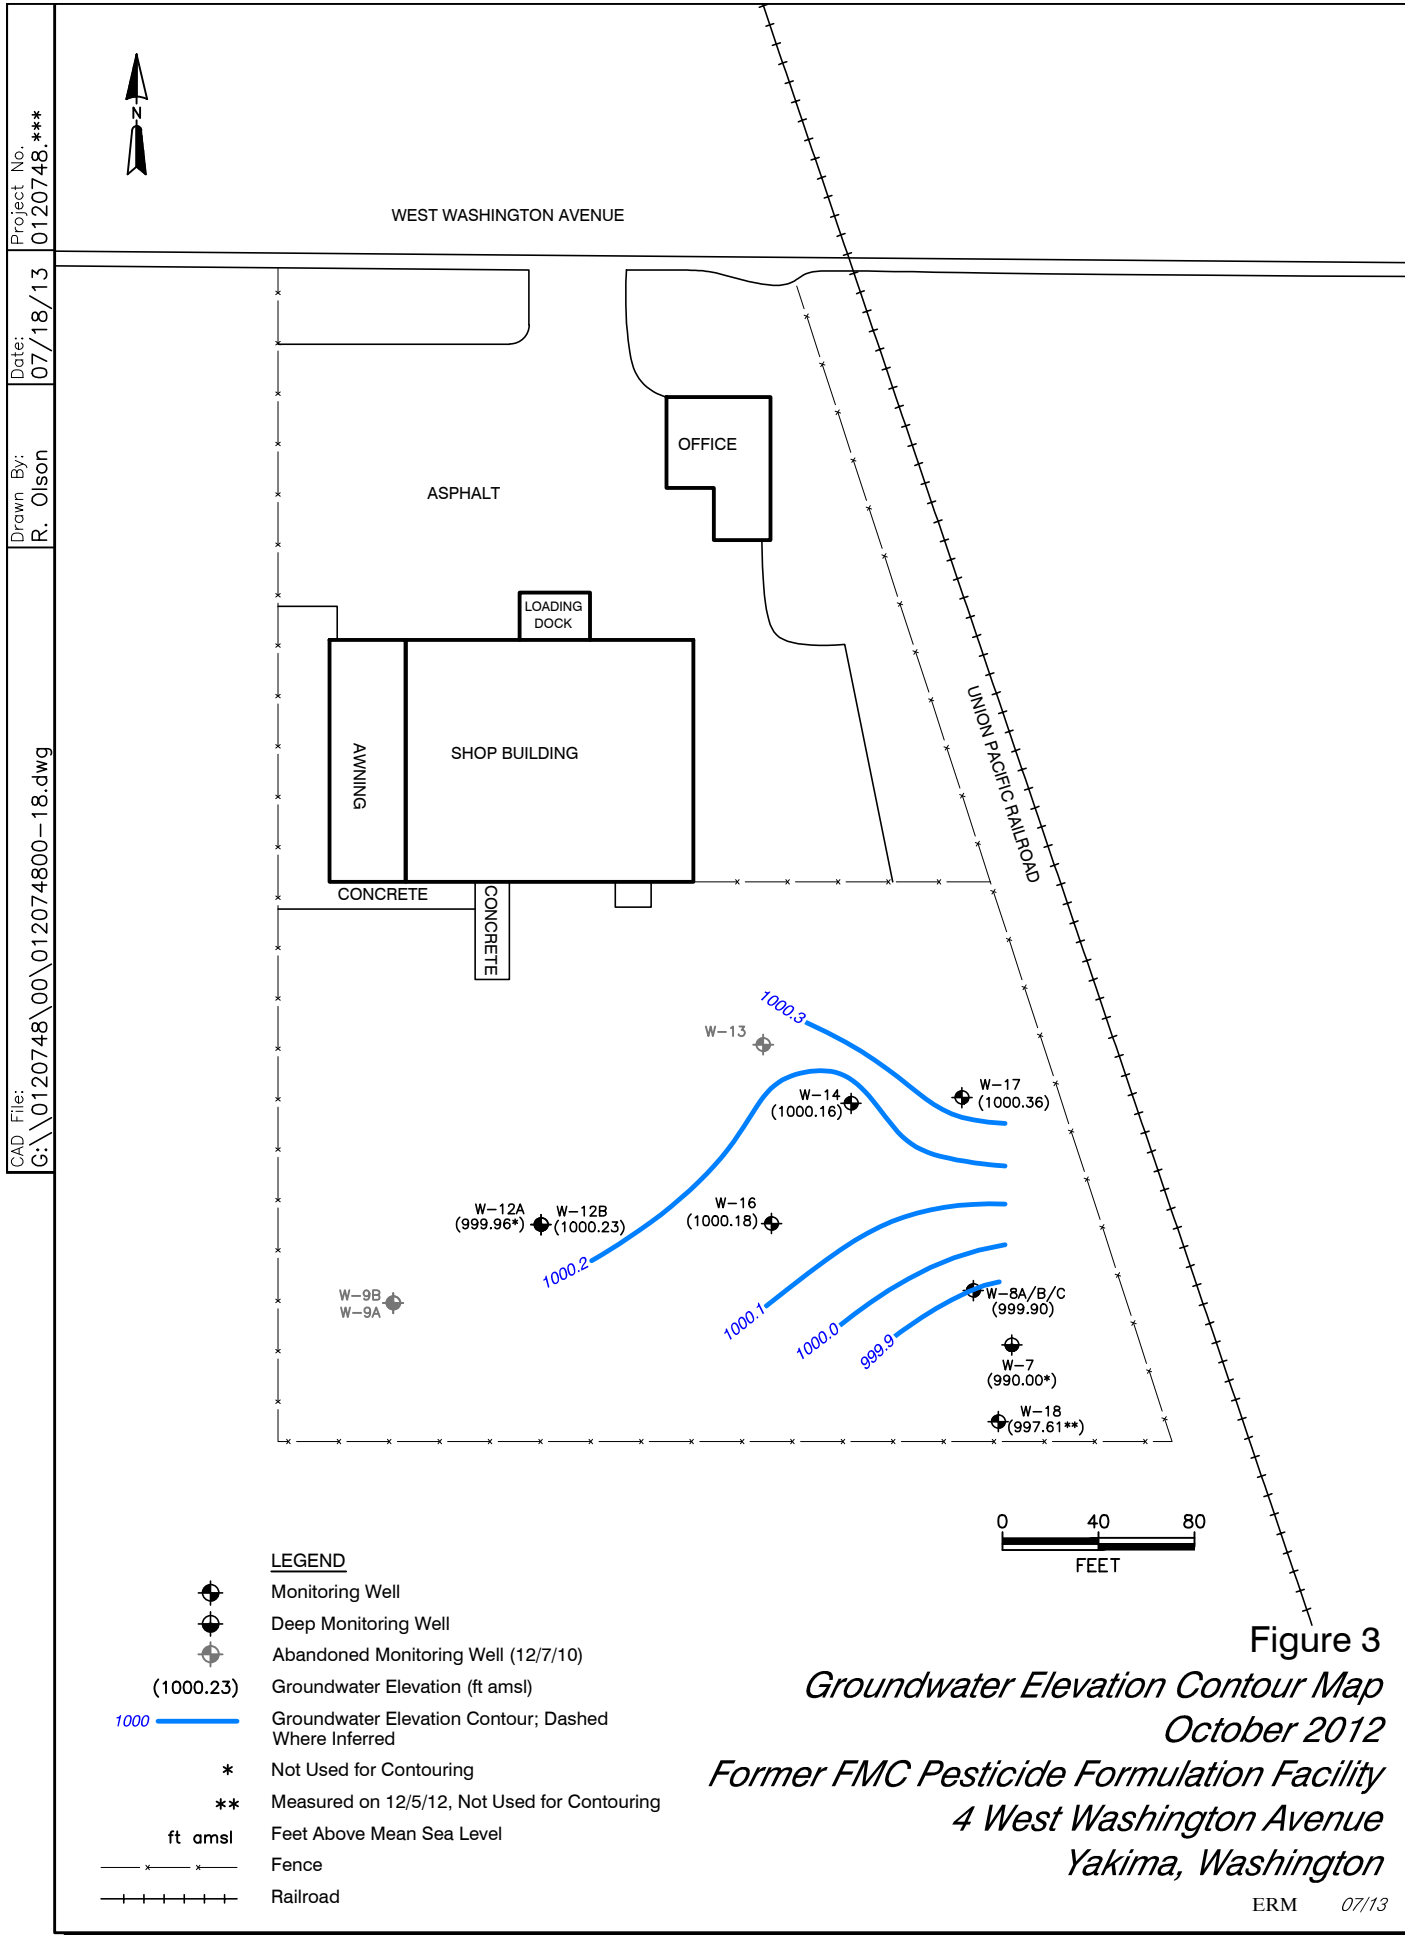 Project No.
0120748.***
Date:
07/18/13
Drawn By:
R. Olson
CAD File:
G:\\0120748\00\012074800-18.dwg
N
WEST WASHINGTON AVENUE
OFFICE
ASPHALT
LOADING
DOCK
UNION PACIFIC RAILROAD
AWNING
SHOP BUILDING
CONCRETE
CONCRETE
1000.3
W-13
W-17
(1000.36)
W-14
(1000.16)
W-12A
(999.96*)
W-12B
(1000.23)
W-16
(1000.18)
1000.2
W-9B
W-9A
1000.1
1000.0
999.9
W-8A/B/C
(999.90)
W-7
(990.00*)
W-18
(997.61**)
0 40 80
FEET
LEGEND
Monitoring Well
Deep Monitoring Well
Abandoned Monitoring Well (12/7/10)
(1000.23) Groundwater Elevation (ft amsl)
1000 Groundwater Elevation Contour; Dashed
Where Inferred
* Not Used for Contouring
** Measured on 12/5/12, Not Used for Contouring
ft amsl Feet Above Mean Sea Level
Fence
Railroad
Figure 3
Groundwater Elevation Contour Map
October 2012
Former FMC Pesticide Formulation Facility
4 West Washington Avenue
Yakima, Washington
ERM 07/13